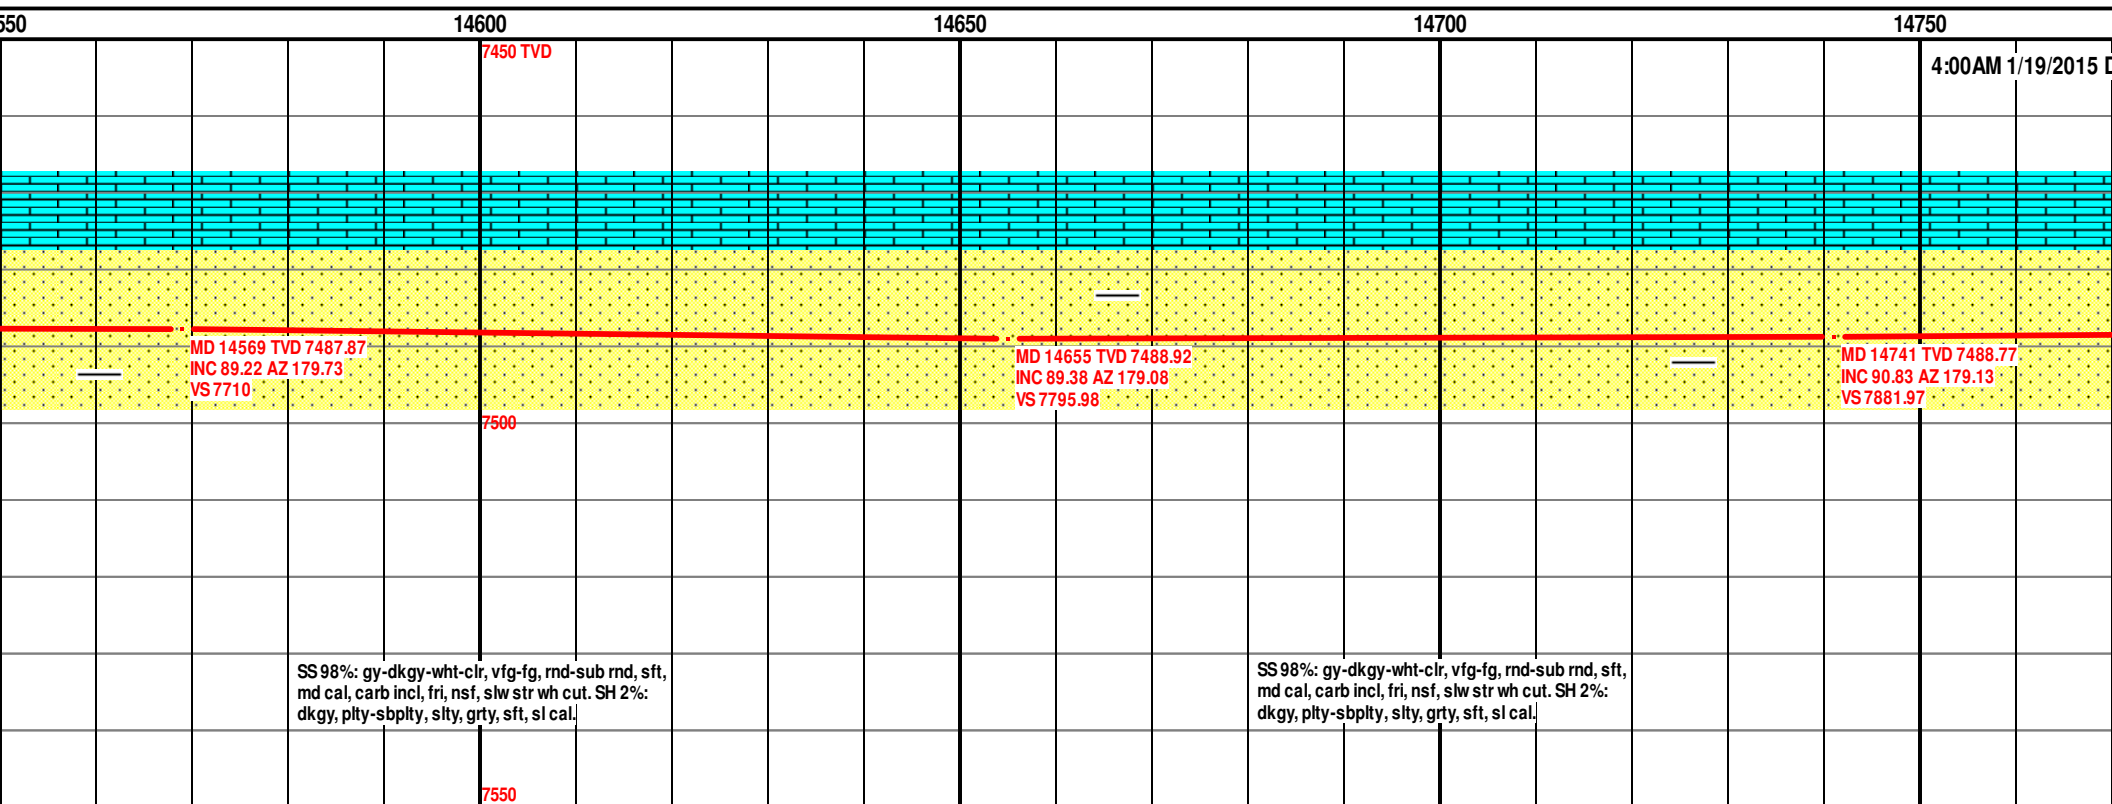 550 14600 14650 14700 14750
7450 TVD
4:00AM 1/19/2015 D
MD 14569 TVD 7487.87
INC 89.22 AZ 179.73
VS 7710
MD 14655 TVD 7488.92
INC 89.38 AZ 179.08
VS 7795.98
MD 14741 TVD 7488.77
INC 90.83 AZ 179.13
VS 7881.97
7500
SS 98%: gy-dkgy-wht-clr, vfg-fg, rnd-sub rnd, sft,
md cal, carb incl, fri, nsf, slw str wh cut. SH 2%:
dkgy, plty-sbplty, slty, grty, sft, sl cal.
SS 98%: gy-dkgy-wht-clr, vfg-fg, rnd-sub rnd, sft,
md cal, carb incl, fri, nsf, slw str wh cut. SH 2%:
dkgy, plty-sbplty, slty, grty, sft, sl cal.
7550